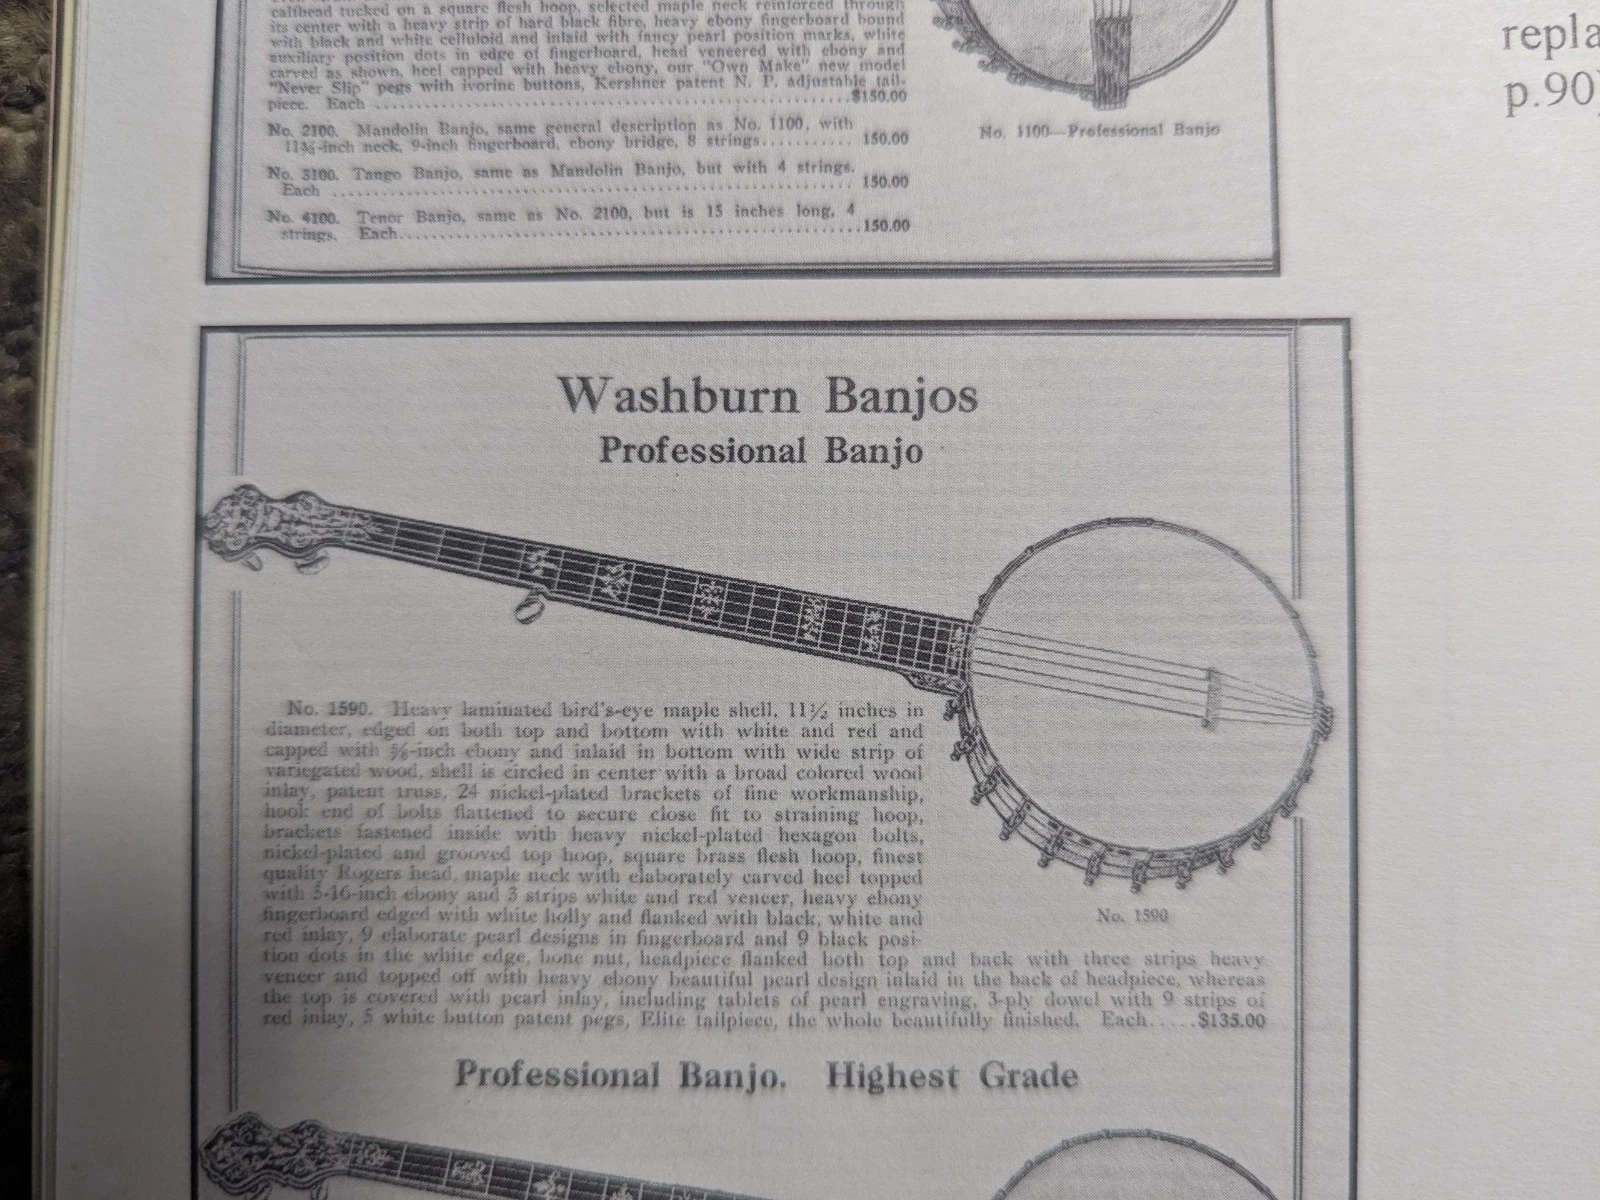 calfhead tucked on a square flesh hoop, selected maple neck reinforced through
its center with a heavy strip of hard black fibre, heavy ebony fingerboard bound
with black and white celluloid and inlaid with fancy pearl position marks, white
auxiliary position dots in edge of fingerboard, head veneered with ebony and
carved as shown, heel capped with heavy ebony, our "Own Make" new model
"Never Slip" pegs with ivorine buttons, Kershner patent N. P. adjustable tail-
piece. Each ..........$150.00
No. 2100. Mandolin Banjo, same general description as No. 1100, with
11¾-inch neck, 9-inch fingerboard, ebony bridge, 8 strings.......... 150.00
No. 3100. Tango Banjo, same as Mandolin Banjo, but with 4 strings.
Each .......... 150.00
No. 4100. Tenor Banjo, same as No. 2100, but is 15 inches long, 4
strings. Each..........150.00
No. 1100—Professional Banjo
repla
p.90)
Washburn Banjos
Professional Banjo
No. 1590. Heavy laminated bird's-eye maple shell, 11½ inches in
diameter, edged on both top and bottom with white and red and
capped with -inch ebony and inlaid in bottom with wide strip of
variegated wood, shell is circled in center with a broad colored wood
inlay, patent truss, 24 nickel-plated brackets of fine workmanship,
hook end of bolts flattened to secure close fit to straining hoop,
brackets fastened inside with heavy nickel-plated hexagon bolts,
nickel-plated and grooved top hoop, square brass flesh hoop, finest
quality Rogers head, maple neck with elaborately carved heel topped
with 5-16-inch ebony and 3 strips white and red veneer, heavy ebony
fingerboard edged with white holly and flanked with black, white and
red inlay, 9 elaborate pearl designs in fingerboard and 9 black posi-
tion dots in the white edge, bone nut, headpiece flanked both top and back with three strips heavy
veneer and topped off with heavy ebony beautiful pearl design inlaid in the back of headpiece, whereas
the top is covered with pearl inlay, including tablets of pearl engraving, 3-ply dowel with 9 strips of
red inlay, 5 white button patent pegs, Elite tailpiece, the whole beautifully finished. Each.....$135.00
No. 1590
Professional Banjo. Highest Grade